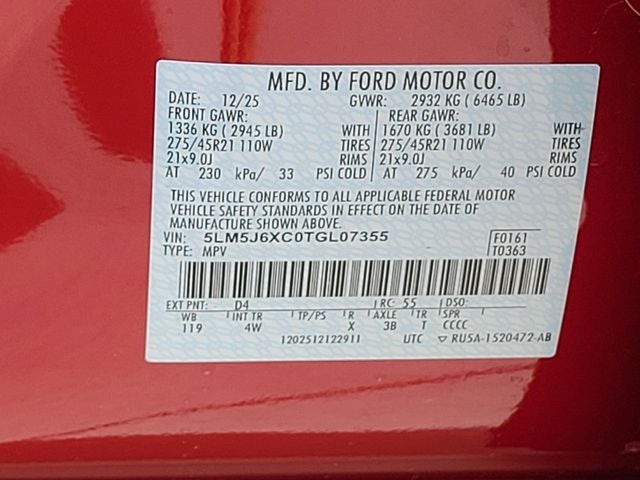 MFD. BY FORD MOTOR CO.
DATE: 12/25 GVWR: 2932 KG ( 6465 LB)
FRONT GAWR: REAR GAWR:
1336 KG ( 2945 LB) WITH 1670 KG ( 3681 LB) WITH
275/45R21 110W TIRES 275/45R21 110W TIRES
21x9.0J RIMS 21x9.0J RIMS
AT 230 kPa/ 33 PSI COLD AT 275 kPa/ 40 PSI COLD
THIS VEHICLE CONFORMS TO ALL APPLICABLE FEDERAL MOTOR
VEHICLE SAFETY STANDARDS IN EFFECT ON THE DATE OF
MANUFACTURE SHOWN ABOVE.
VIN: 5LM5J6XC0TGL07355 F0161
TYPE: MPV T0363
EXT PNT: D4 RC: 55 DSO:
WB INT TR TP/PS R AXLE TR SPR
119 4W X 3B T CCCC
1202512122911 UTC ▽ RU5A-1520472-AB